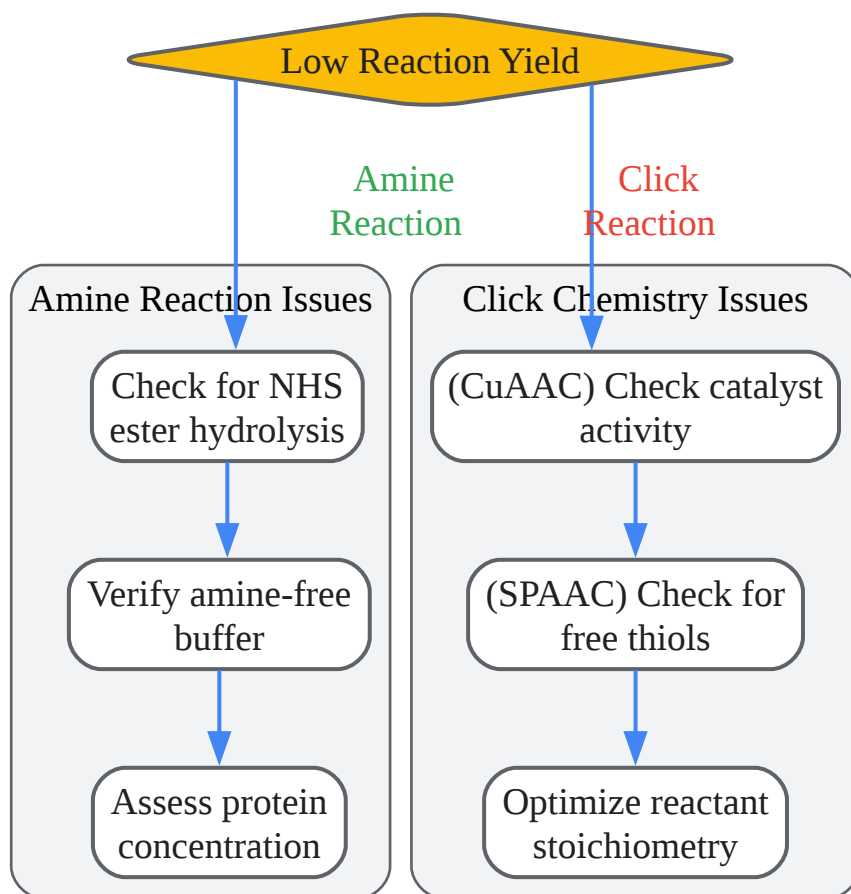 Low Reaction Yield
Amine
Reaction
Click
Reaction
Amine Reaction Issues
Check for NHS
ester hydrolysis
Verify amine-free
buffer
Assess protein
concentration
Click Chemistry Issues
(CuAAC) Check catalyst
activity
(SPAAC) Check for
free thiols
Optimize reactant
stoichiometry